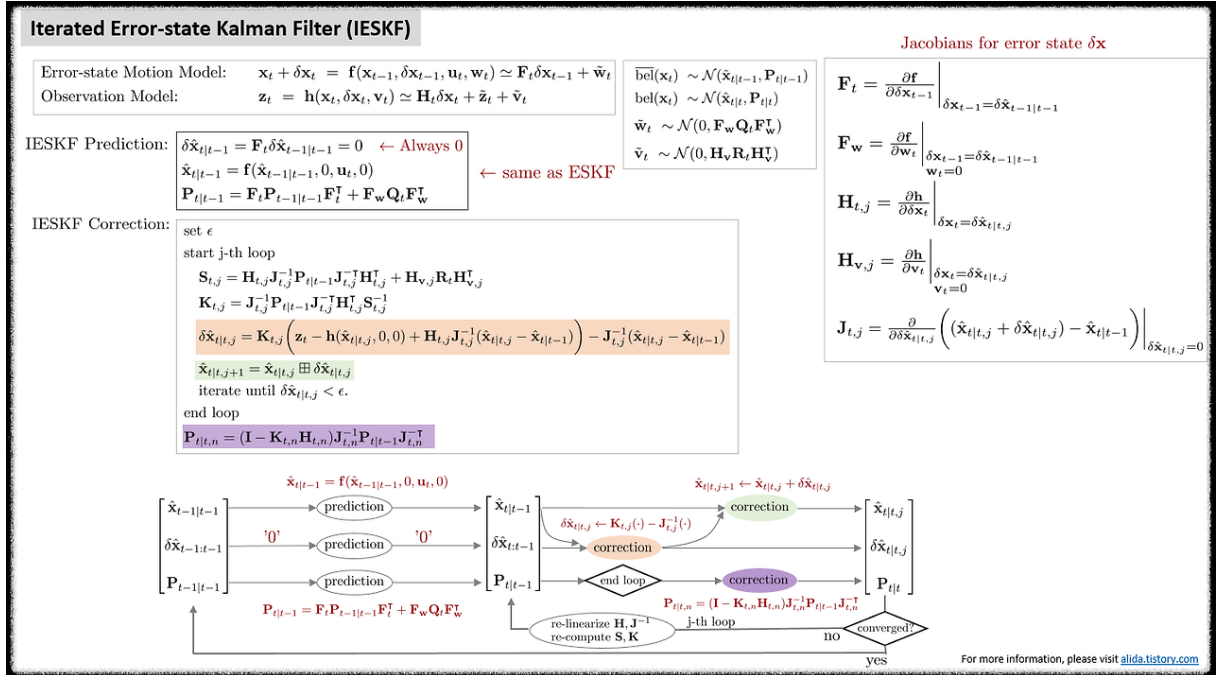 Iterated Error-state Kalman Filter (IESKF)
Jacobians for error state δx
Error-state Motion Model: x_t + δx_t = f(x_{t−1}, δx_{t−1}, u_t, w_t) ≃ F_t δx_{t−1} + w̃_t
Observation Model: z_t = h(x_t, δx_t, v_t) ≃ H_t δx_t + z̃_t + ṽ_t
b̅e̅l̅(x_t) ∼ N(x̂_{t|t−1}, P_{t|t−1})
bel(x_t) ∼ N(x̂_{t|t}, P_{t|t})
w̃_t ∼ N(0, F_w Q_t F_w^⊺)
ṽ_t ∼ N(0, H_v R_t H_v^⊺)
F_t = ∂f/∂δx_{t−1} |_{δx_{t−1}=δx̂_{t−1|t−1}}
F_w = ∂f/∂w_t |_{δx_{t−1}=δx̂_{t−1|t−1}, w_t=0}
H_{t,j} = ∂h/∂δx_t |_{δx_t=δx̂_{t|t,j}}
H_{v,j} = ∂h/∂v_t |_{δx_t=δx̂_{t|t,j}, v_t=0}
J_{t,j} = ∂/∂δx̂_{t|t,j} ((x̂_{t|t,j} + δx̂_{t|t,j}) − x̂_{t|t−1}) |_{δx̂_{t|t,j}=0}
IESKF Prediction:
δx̂_{t|t−1} = F_t δx̂_{t−1|t−1} = 0 ← Always 0
x̂_{t|t−1} = f(x̂_{t−1|t−1}, 0, u_t, 0)
P_{t|t−1} = F_t P_{t−1|t−1} F_t^⊺ + F_w Q_t F_w^⊺
← same as ESKF
IESKF Correction:
set ϵ
start j-th loop
S_{t,j} = H_{t,j} J_{t,j}^{−1} P_{t|t−1} J_{t,j}^{−⊺} H_{t,j}^⊺ + H_{v,j} R_t H_{v,j}^⊺
K_{t,j} = J_{t,j}^{−1} P_{t|t−1} J_{t,j}^{−⊺} H_{t,j}^⊺ S_{t,j}^{−1}
δx̂_{t|t,j} = K_{t,j} (z_t − h(x̂_{t|t,j}, 0, 0) + H_{t,j} J_{t,j}^{−1} (x̂_{t|t,j} − x̂_{t|t−1})) − J_{t,j}^{−1} (x̂_{t|t,j} − x̂_{t|t−1})
x̂_{t|t,j+1} = x̂_{t|t,j} ⊞ δx̂_{t|t,j}
iterate until δx̂_{t|t,j} < ϵ.
end loop
P_{t|t,n} = (I − K_{t,n} H_{t,n}) J_{t,n}^{−1} P_{t|t−1} J_{t,n}^{−⊺}
x̂_{t|t−1} = f(x̂_{t−1|t−1}, 0, u_t, 0)
x̂_{t|t,j+1} ← x̂_{t|t,j} + δx̂_{t|t,j}
x̂_{t−1|t−1}
prediction
x̂_{t|t−1}
correction
x̂_{t|t,j}
δx̂_{t|t,j} ← K_{t,j}(·) − J_{t,j}^{−1}(·)
δx̂_{t−1:t−1}
'0'
prediction
'0'
δx̂_{t:t−1}
correction
δx̂_{t|t,j}
P_{t−1|t−1}
prediction
P_{t|t−1}
end loop
correction
P_{t|t}
P_{t|t−1} = F_t P_{t−1|t−1} F_t^⊺ + F_w Q_t F_w^⊺
P_{t|t,n} = (I − K_{t,n} H_{t,n}) J_{t,n}^{−1} P_{t|t−1} J_{t,n}^{−⊺}
re-linearize H, J^{−1}
re-compute S, K
j-th loop
no
converged?
yes
For more information, please visit alida.tistory.com